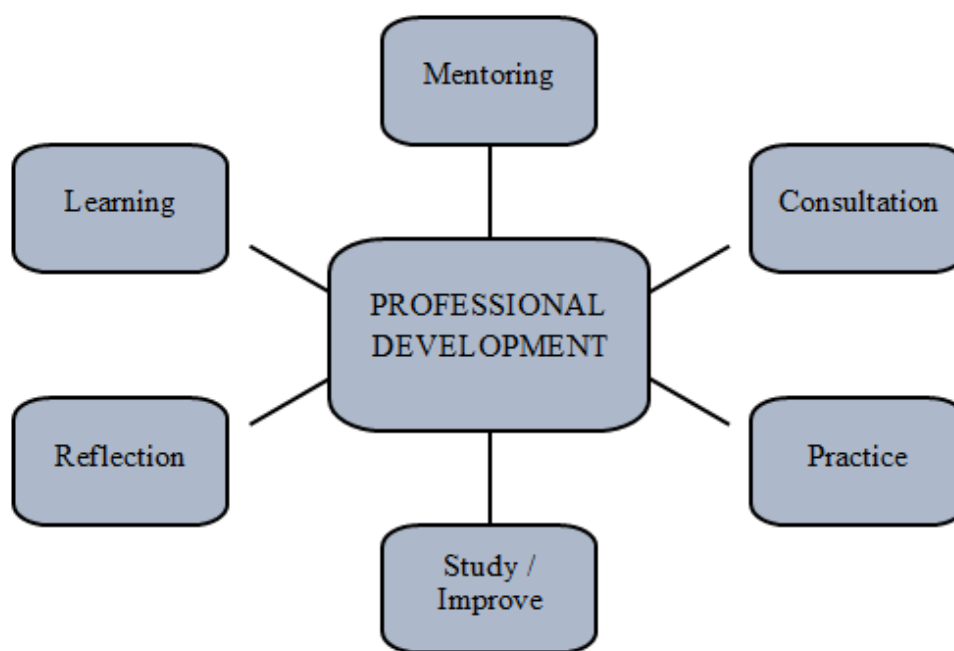 Mentoring
Learning
Consultation
PROFESSIONAL
DEVELOPMENT
Reflection
Practice
Study /
Improve